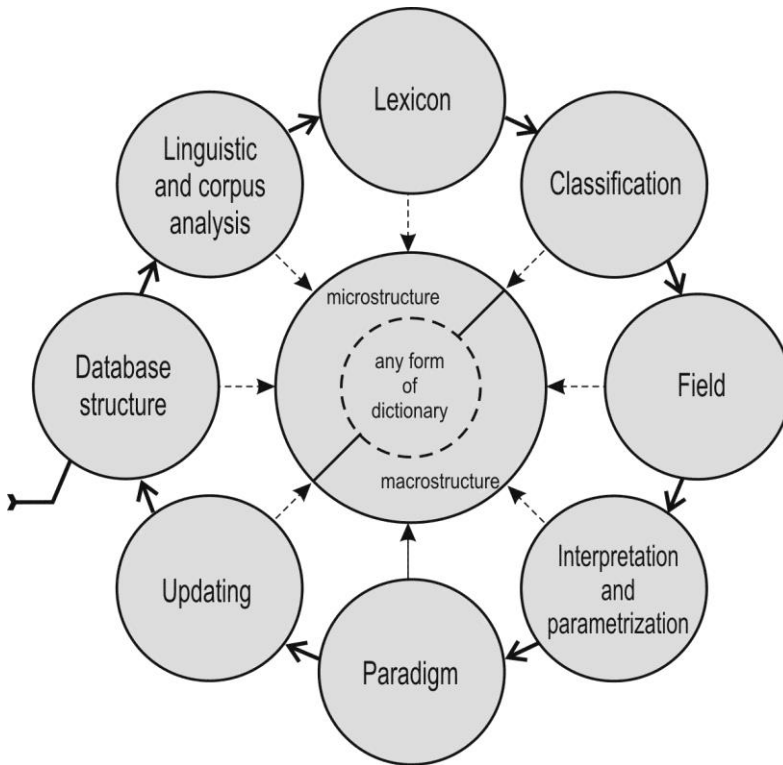 Lexicon
Linguistic
and corpus
analysis
Classification
microstructure
Database
structure
any form
of
dictionary
Field
macrostructure
Updating
Interpretation
and
parametrization
Paradigm